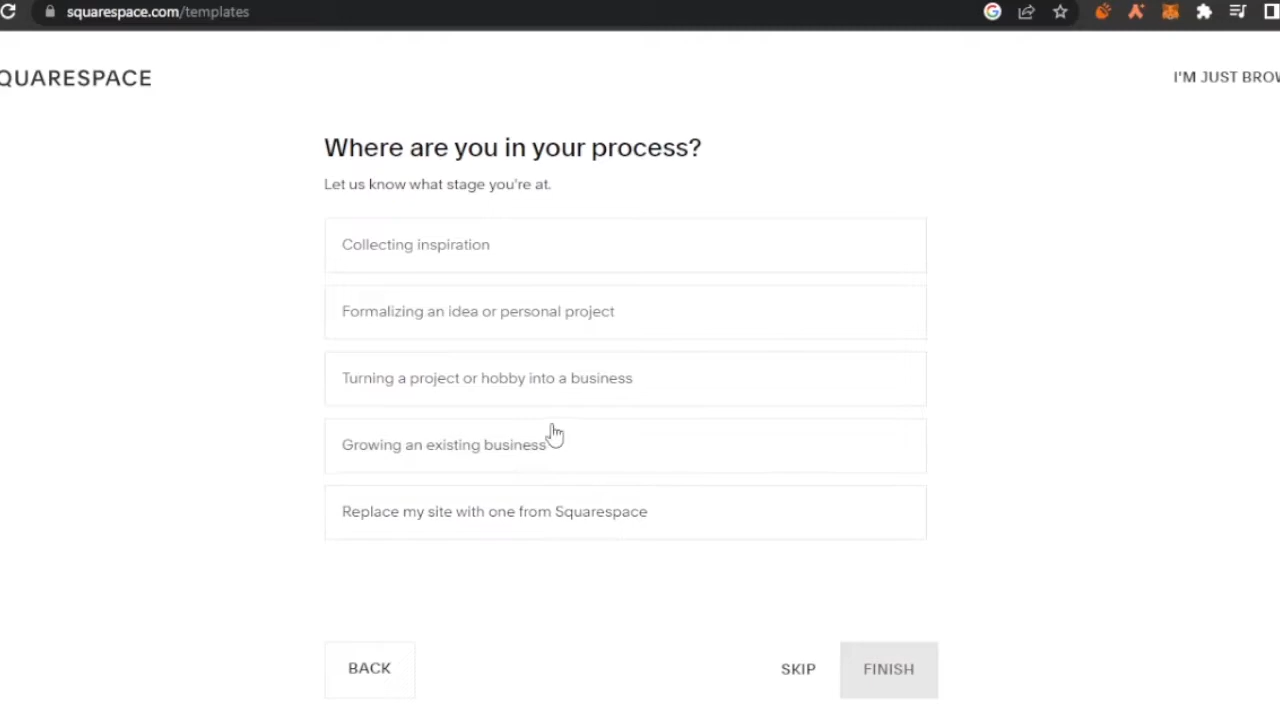 squarespace.com/templates
QUARESPACE
I'M JUST BROW
Where are you in your process?
Let us know what stage you're at.
Collecting inspiration
Formalizing an idea or personal project
Turning a project or hobby into a business
Growing an existing business
Replace my site with one from Squarespace
BACK
SKIP
FINISH